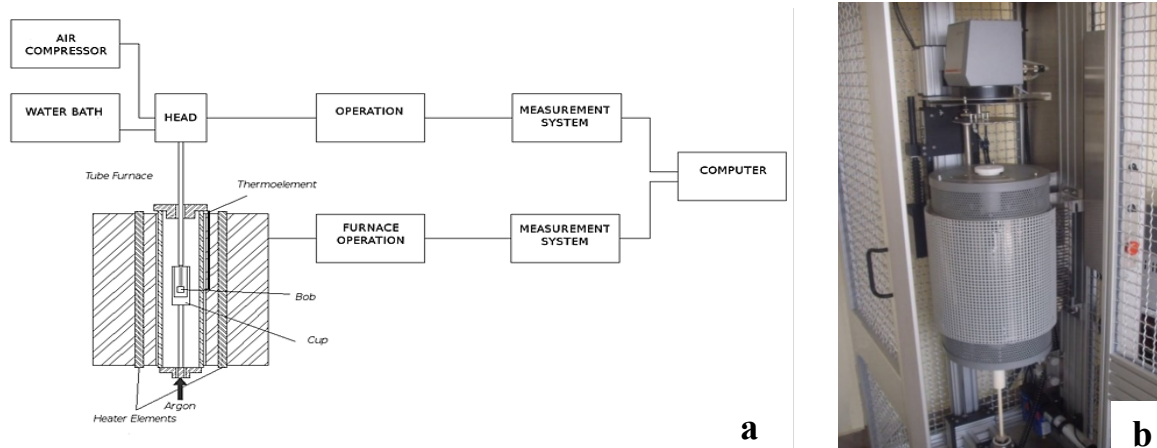 AIR
COMPRESSOR
WATER BATH
HEAD
OPERATION
MEASUREMENT
SYSTEM
COMPUTER
Tube Furnace
Thermoelement
FURNACE
OPERATION
MEASUREMENT
SYSTEM
Bob
Cup
Argon
Heater Elements
a
b